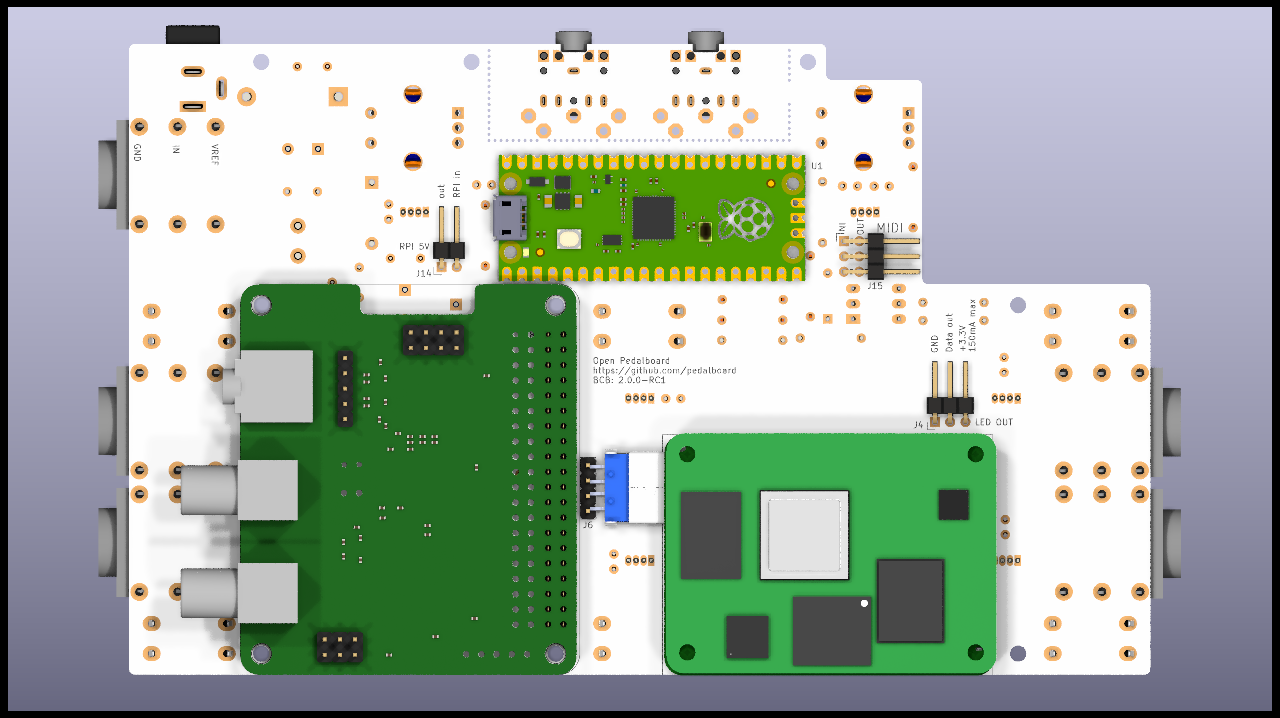 GND
IN
VREF
out
RPI in
RPI 5V
J14
U1
IN
OUT
MIDI
J15
Open Pedalboard
https://github.com/pedalboard
BCB: 2.0.0-RC1
GND
Data out
+3.3V
150mA max
J4
LED OUT
J6